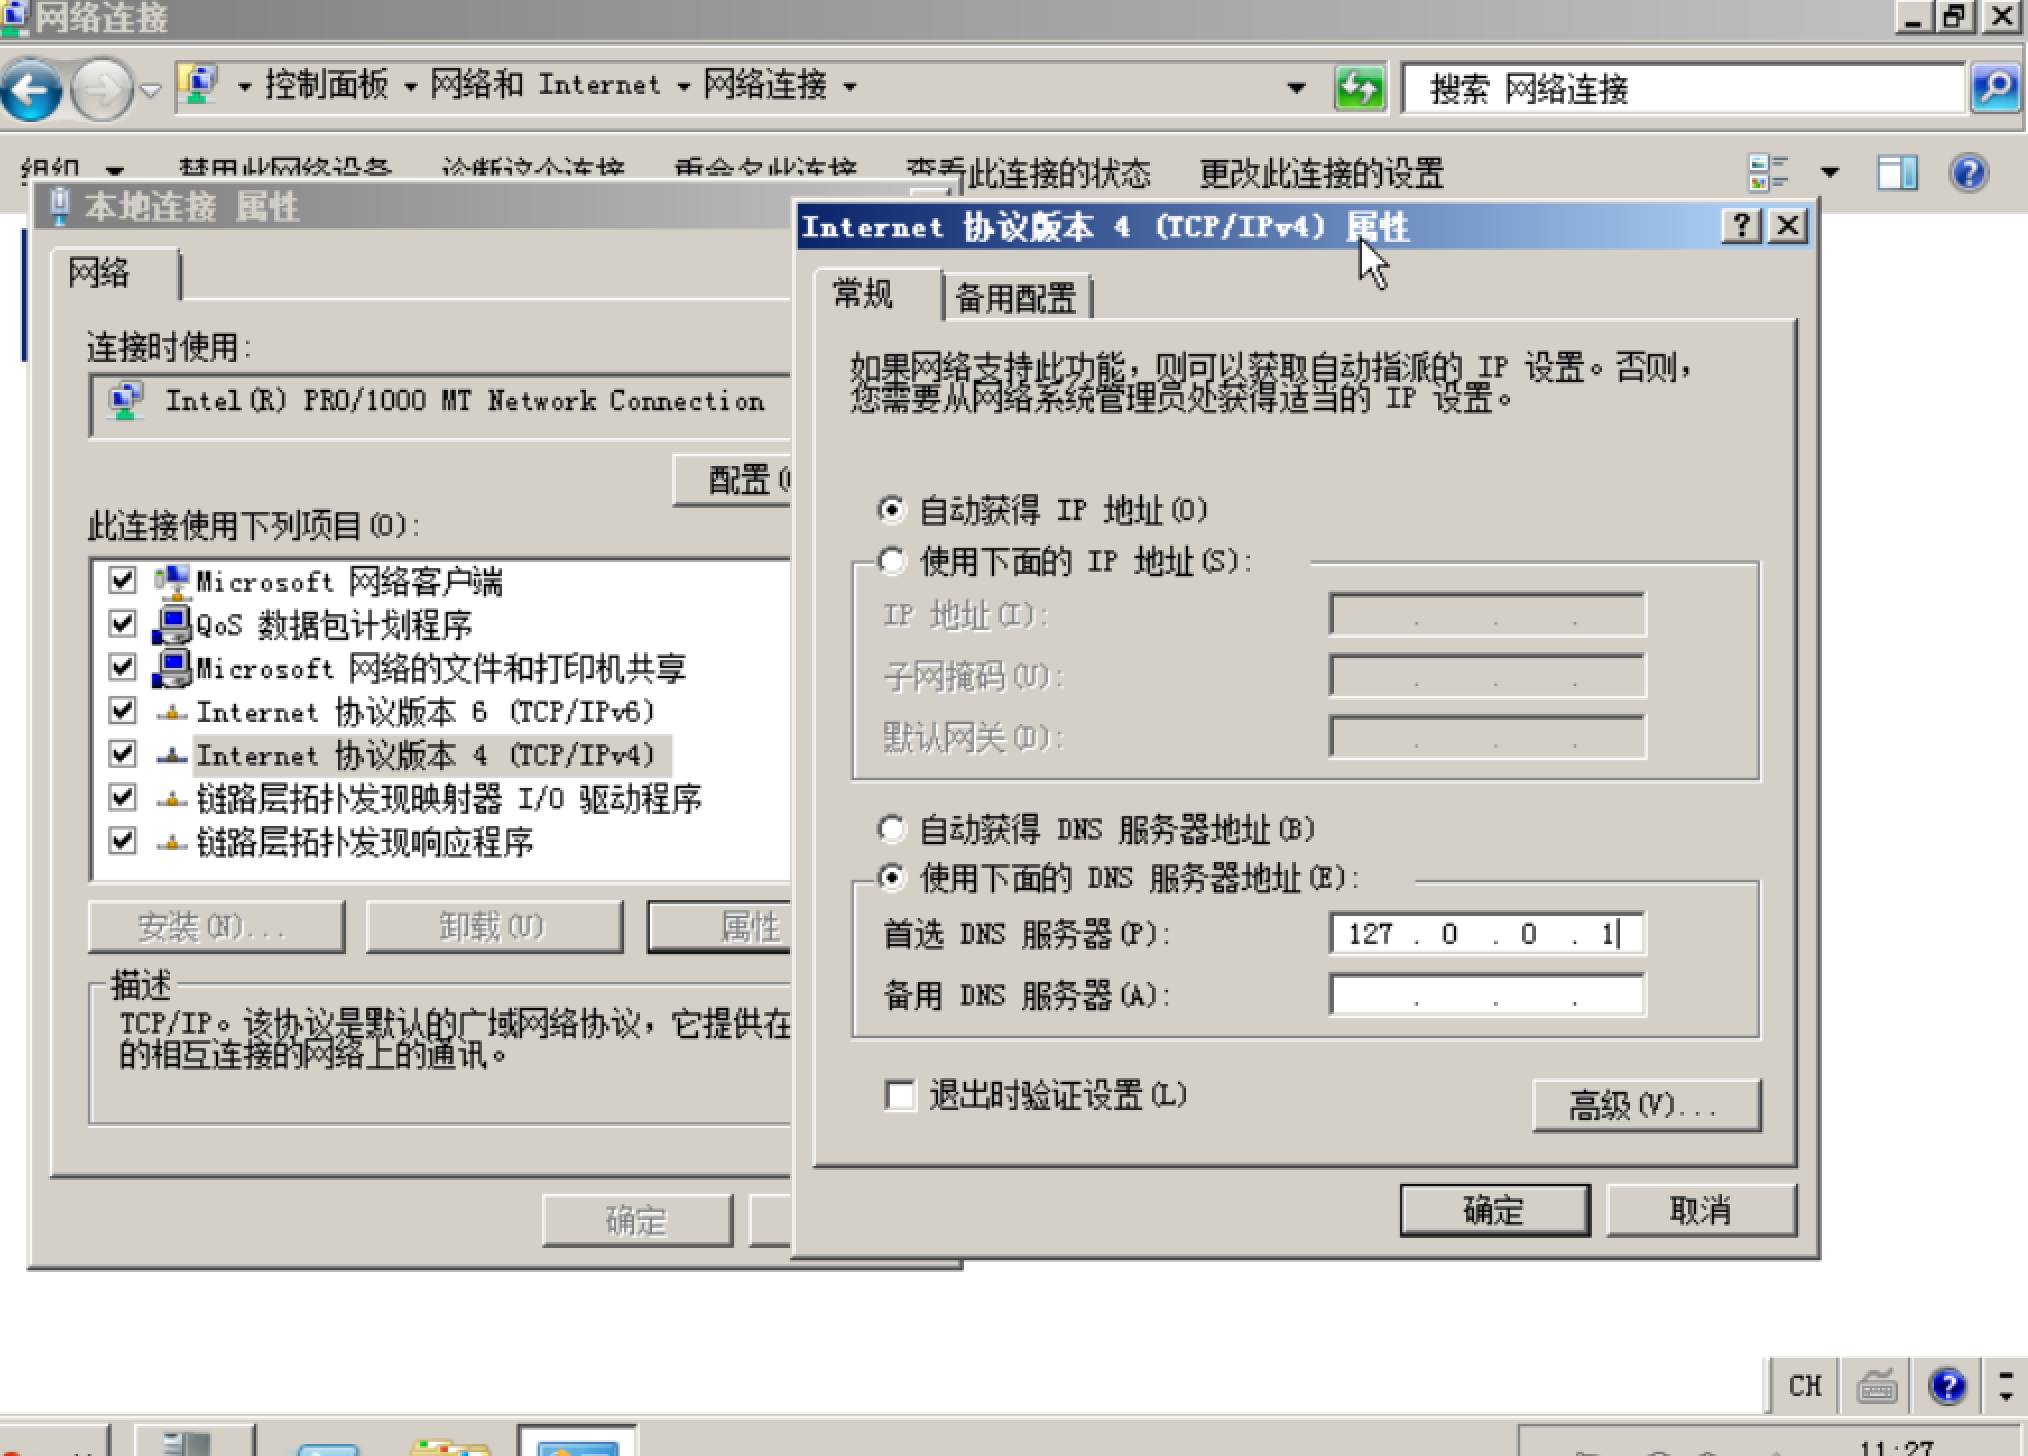 网络连接
控制面板 网络和 Internet 网络连接
搜索 网络连接
组织 禁用此网络设备 诊断这个连接 重命名此连接 查看此连接的状态 更改此连接的设置
本地连接 属性
网络
连接时使用:
Intel(R) PRO/1000 MT Network Connection
配置(
此连接使用下列项目(O):
Microsoft 网络客户端
QoS 数据包计划程序
Microsoft 网络的文件和打印机共享
Internet 协议版本 6 (TCP/IPv6)
Internet 协议版本 4 (TCP/IPv4)
链路层拓扑发现映射器 I/O 驱动程序
链路层拓扑发现响应程序
安装(N)... 卸载(U) 属性
描述
TCP/IP。该协议是默认的广域网络协议，它提供在
的相互连接的网络上的通讯。
确定
Internet 协议版本 4 (TCP/IPv4) 属性
常规 备用配置
如果网络支持此功能，则可以获取自动指派的 IP 设置。否则，
您需要从网络系统管理员处获得适当的 IP 设置。
自动获得 IP 地址(O)
使用下面的 IP 地址(S):
IP 地址(I):
子网掩码(U):
默认网关(D):
自动获得 DNS 服务器地址(B)
使用下面的 DNS 服务器地址(E):
首选 DNS 服务器(P): 127 . 0 . 0 . 1
备用 DNS 服务器(A):
退出时验证设置(L)
高级(V)...
确定 取消
CH
11:27